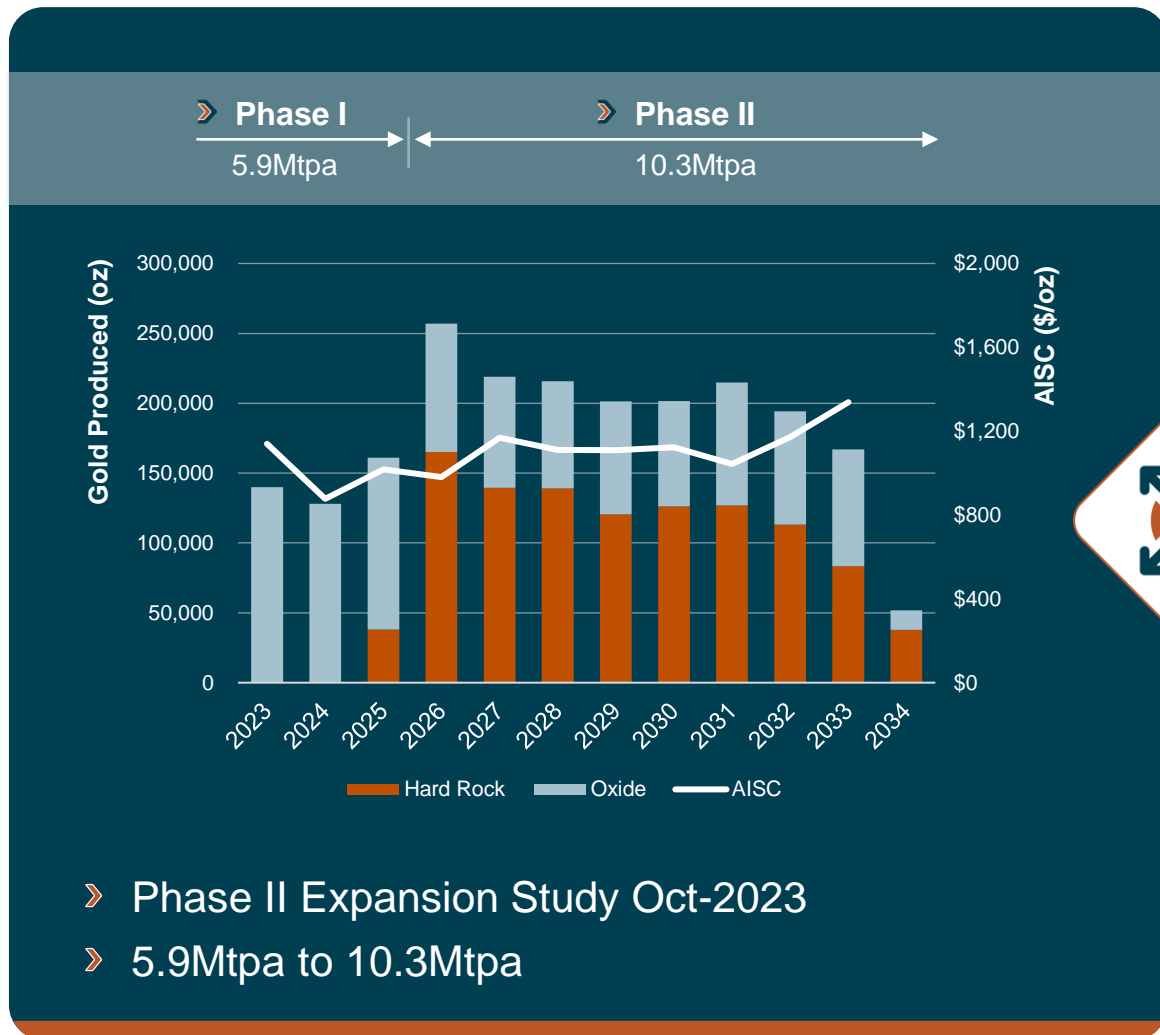 Phase I
Phase II
5.9Mtpa
10.3Mtpa
Gold Produced (oz)
300,000
250,000
200,000
150,000
100,000
50,000
0
$2,000
$1,600
$1,200
$800
$400
$0
AISC ($/oz)
2023
2024
2025
2026
2027
2028
2029
2030
2031
2032
2033
2034
Hard Rock
Oxide
AISC
Phase II Expansion Study Oct-2023
5.9Mtpa to 10.3Mtpa